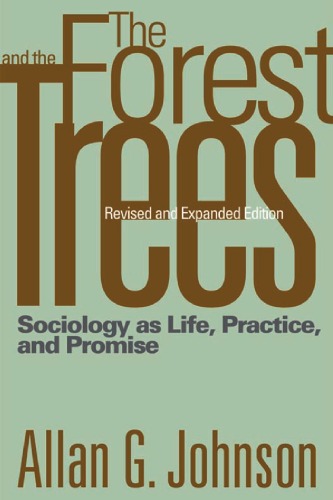 The
Forest
and the
Trees
Revised and Expanded Edition
Sociology as Life, Practice,
and Promise
Allan G. Johnson